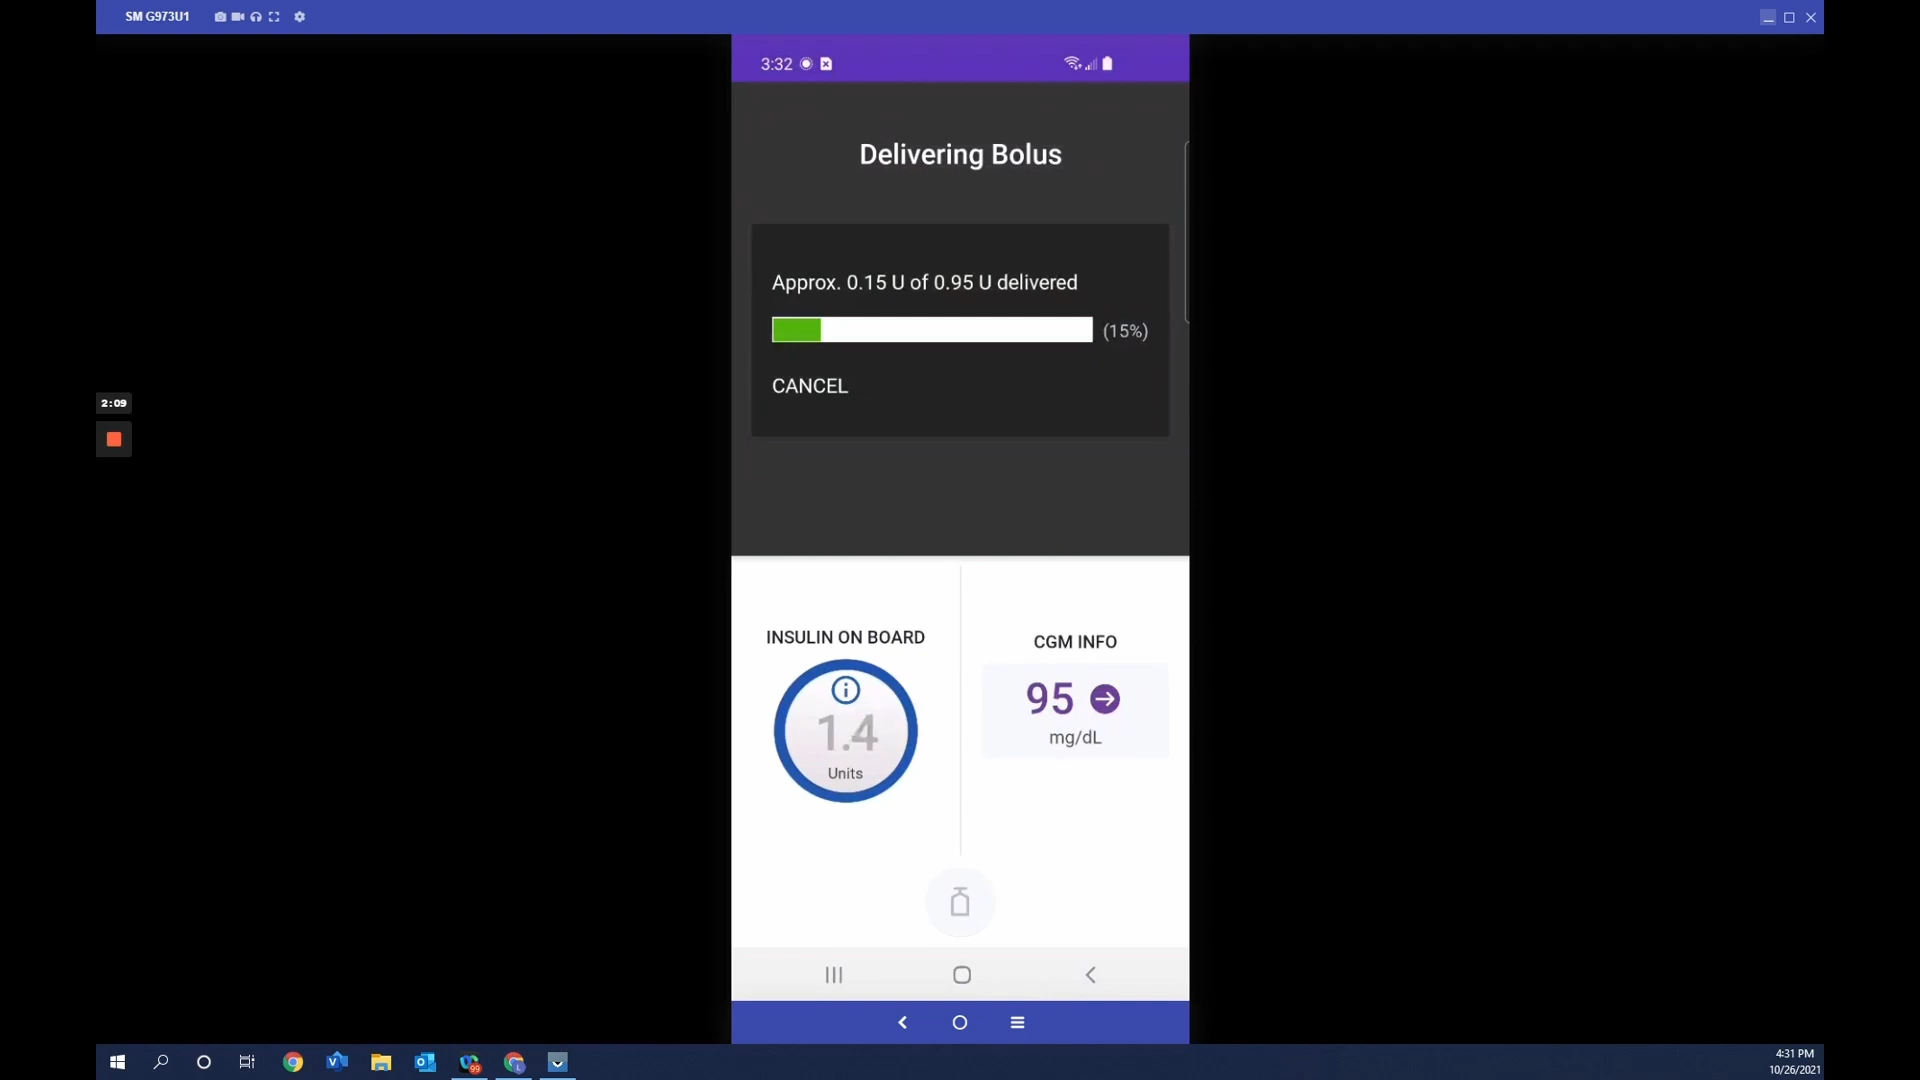 SM G973U1
3:32
Delivering Bolus
Approx. 0.15 U of 0.95 U delivered
(15%)
CANCEL
2:09
INSULIN ON BOARD
1.4
Units
CGM INFO
95
mg/dL
99
L
4:31 PM
10/26/2021